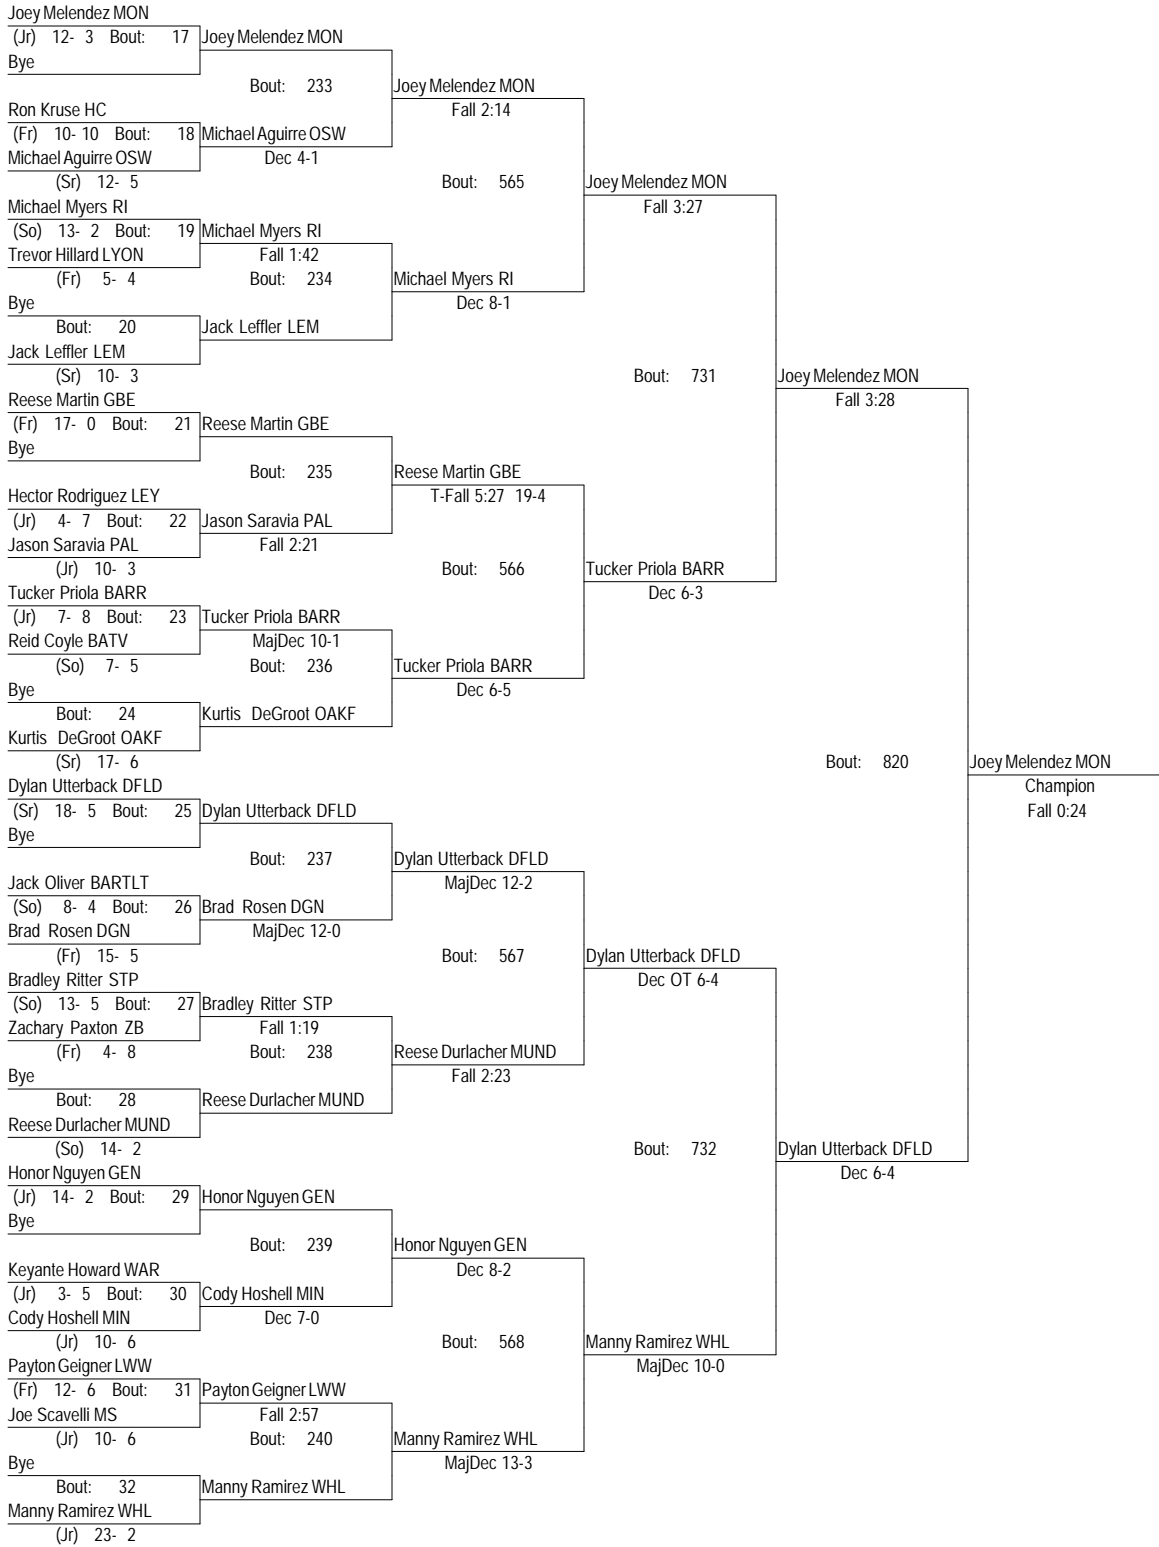 Joey Melendez MON
(Jr) 12- 3 Bout: 17 Joey Melendez MON
Bye
Bout: 233 Joey Melendez MON
Ron Kruse HC Fall 2:14
(Fr) 10- 10 Bout: 18 Michael Aguirre OSW
Michael Aguirre OSW Dec 4-1
(Sr) 12- 5 Bout: 565 Joey Melendez MON
Michael Myers RI Fall 3:27
(So) 13- 2 Bout: 19 Michael Myers RI
Trevor Hillard LYON Fall 1:42
(Fr) 5- 4 Bout: 234 Michael Myers RI
Bye Dec 8-1
Bout: 20 Jack Leffler LEM
Jack Leffler LEM
(Sr) 10- 3 Bout: 731 Joey Melendez MON
Reese Martin GBE Fall 3:28
(Fr) 17- 0 Bout: 21 Reese Martin GBE
Bye
Bout: 235 Reese Martin GBE
Hector Rodriguez LEY T-Fall 5:27 19-4
(Jr) 4- 7 Bout: 22 Jason Saravia PAL
Jason Saravia PAL Fall 2:21
(Jr) 10- 3 Bout: 566 Tucker Priola BARR
Tucker Priola BARR Dec 6-3
(Jr) 7- 8 Bout: 23 Tucker Priola BARR
Reid Coyle BATV MajDec 10-1
(So) 7- 5 Bout: 236 Tucker Priola BARR
Bye Dec 6-5
Bout: 24 Kurtis DeGroot OAKF
Kurtis DeGroot OAKF
(Sr) 17- 6 Bout: 820 Joey Melendez MON
Dylan Utterback DFLD Champion
(Sr) 18- 5 Bout: 25 Dylan Utterback DFLD Fall 0:24
Bye
Bout: 237 Dylan Utterback DFLD
Jack Oliver BARTLT MajDec 12-2
(So) 8- 4 Bout: 26 Brad Rosen DGN
Brad Rosen DGN MajDec 12-0
(Fr) 15- 5 Bout: 567 Dylan Utterback DFLD
Bradley Ritter STP Dec OT 6-4
(So) 13- 5 Bout: 27 Bradley Ritter STP
Zachary Paxton ZB Fall 1:19
(Fr) 4- 8 Bout: 238 Reese Durlacher MUND
Bye Fall 2:23
Bout: 28 Reese Durlacher MUND
Reese Durlacher MUND
(So) 14- 2 Bout: 732 Dylan Utterback DFLD
Honor Nguyen GEN Dec 6-4
(Jr) 14- 2 Bout: 29 Honor Nguyen GEN
Bye
Bout: 239 Honor Nguyen GEN
Keyante Howard WAR Dec 8-2
(Jr) 3- 5 Bout: 30 Cody Hoshell MIN
Cody Hoshell MIN Dec 7-0
(Jr) 10- 6 Bout: 568 Manny Ramirez WHL
Payton Geigner LWW MajDec 10-0
(Fr) 12- 6 Bout: 31 Payton Geigner LWW
Joe Scavelli MS Fall 2:57
(Jr) 10- 6 Bout: 240 Manny Ramirez WHL
Bye MajDec 13-3
Bout: 32 Manny Ramirez WHL
Manny Ramirez WHL
(Jr) 23- 2